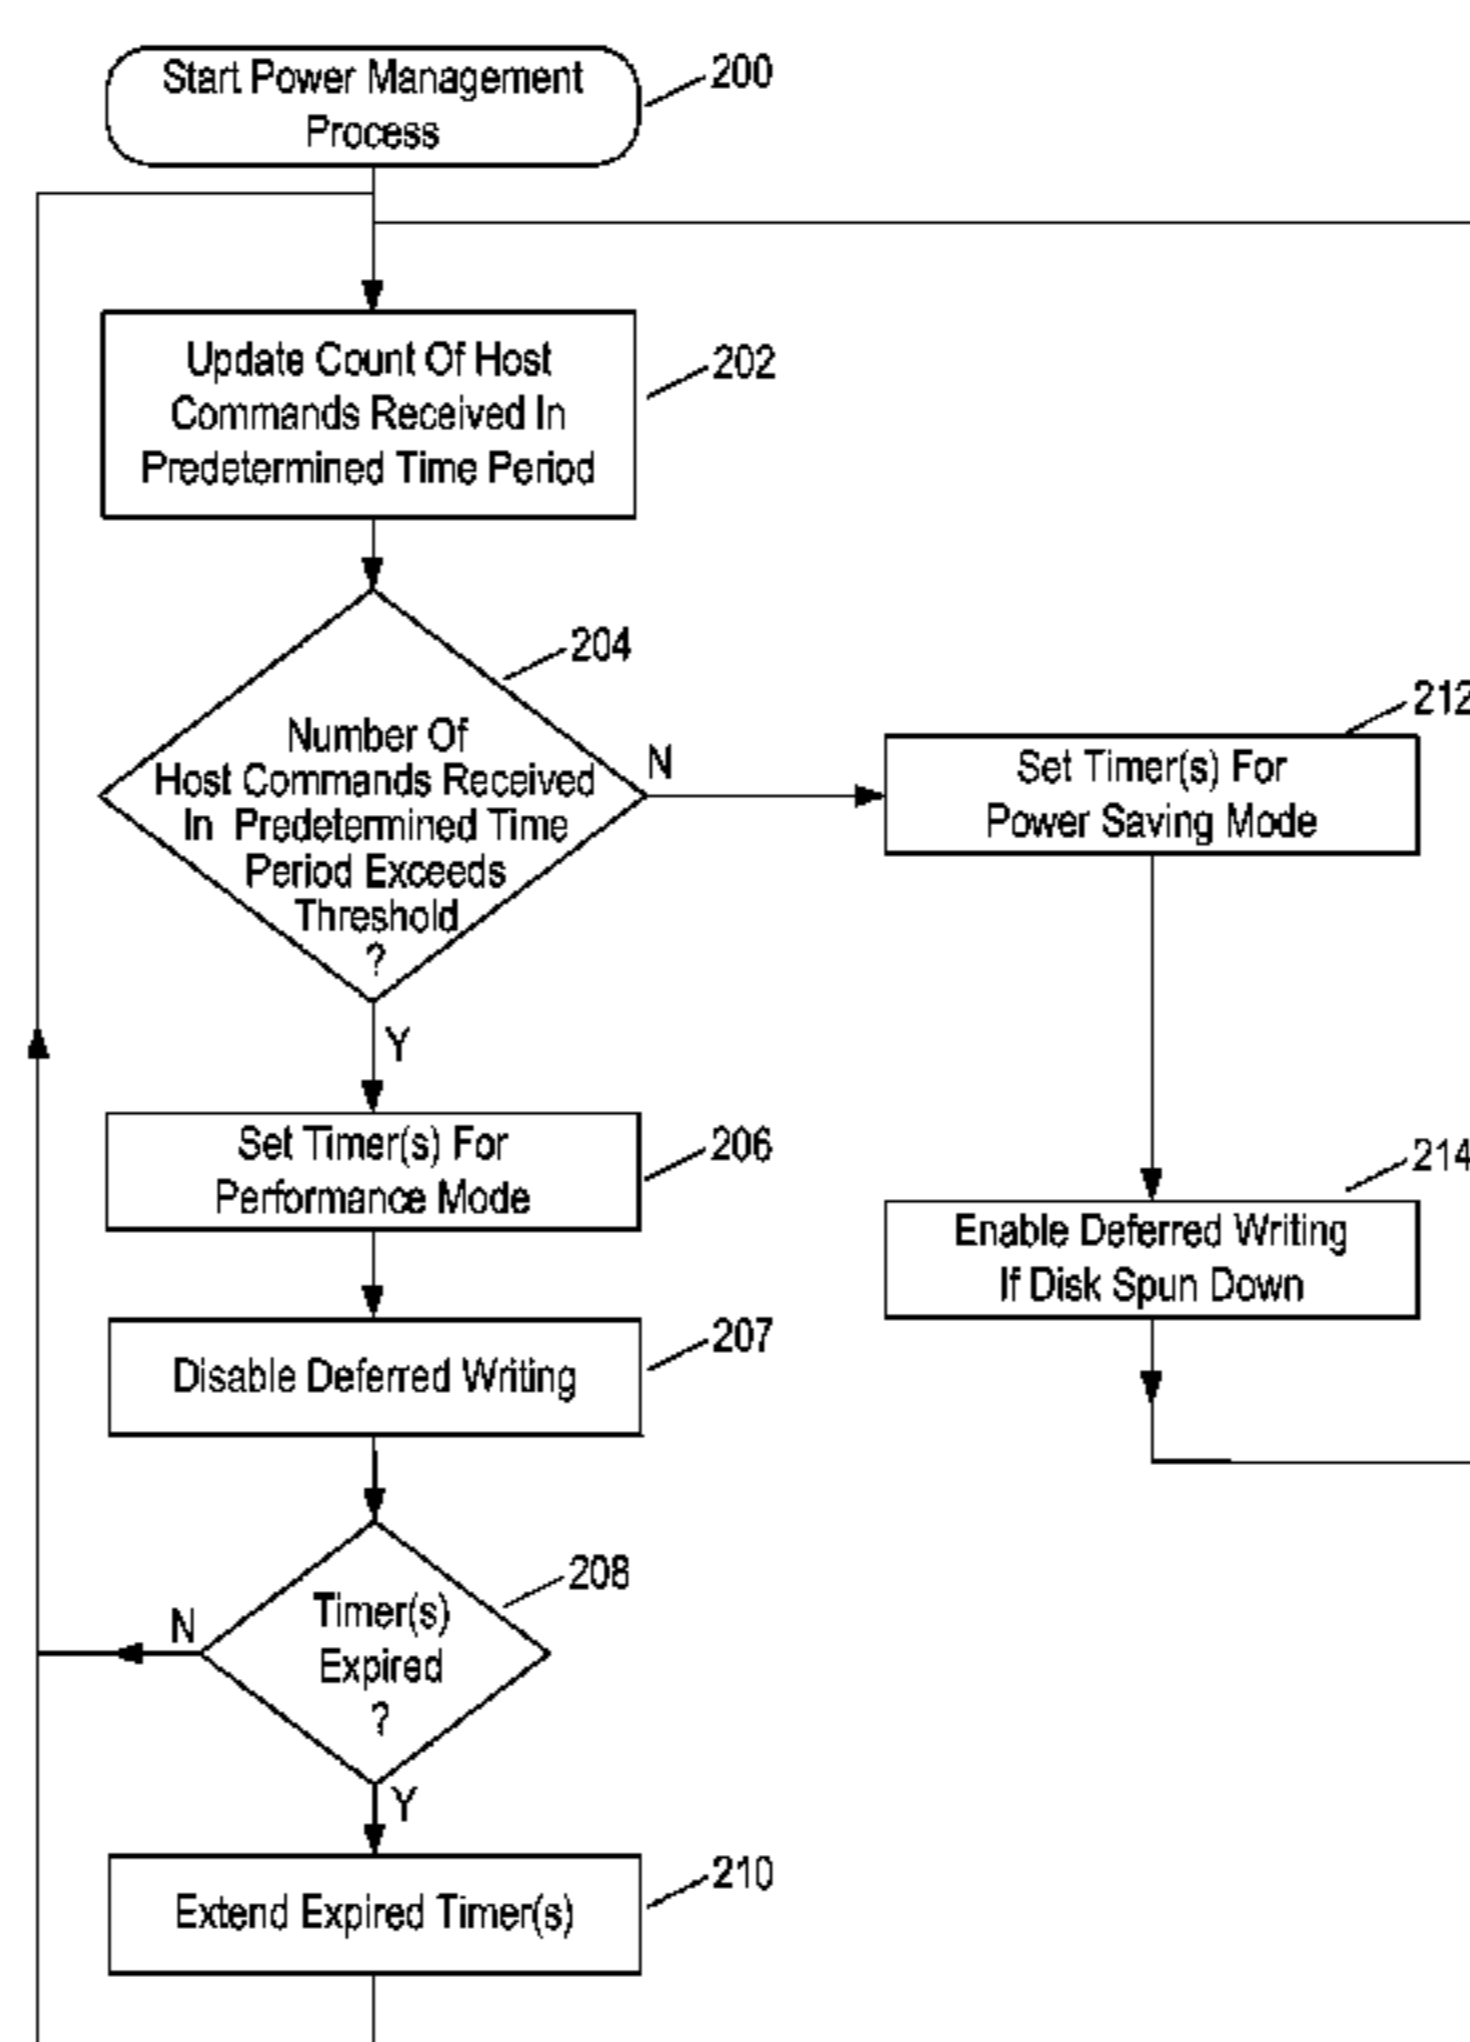 Start Power Management
Process
200
Update Count Of Host
Commands Received In
Predetermined Time Period
202
204
Number Of
Host Commands Received
In Predetermined Time
Period Exceeds
Threshold
?
N
Y
212
Set Timer(s) For
Power Saving Mode
Set Timer(s) For
Performance Mode
206
214
Enable Deferred Writing
If Disk Spun Down
Disable Deferred Writing
207
208
Timer(s)
Expired
?
N
Y
Extend Expired Timer(s)
210